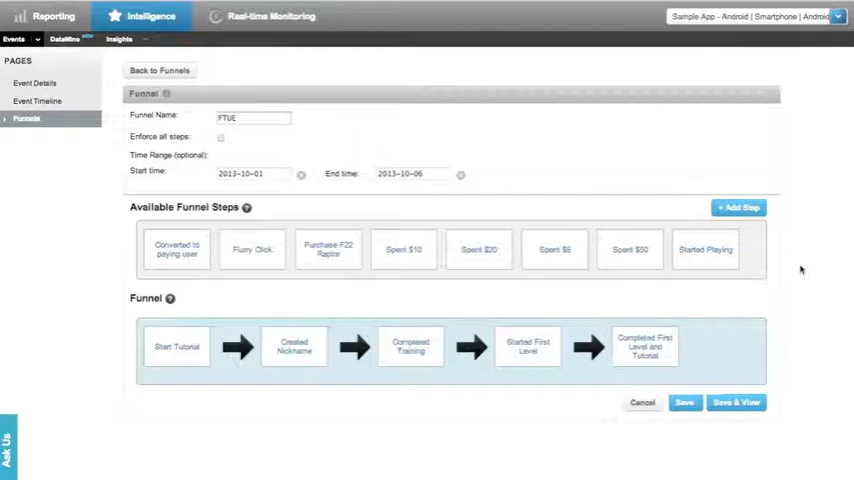 Reporting
Intelligence
Real-time Monitoring
Sample App - Android | Smartphone | Android
Events
DataMine
Insights
PAGES
Back to Funnels
Event Details
Funnel
Event Timeline
Funnels
Funnel Name:
FTUE
Enforce all steps:
Time Range (optional):
Start time:
2013-10-01
End time:
2013-10-06
Available Funnel Steps ?
+ Add Step
Converted to
paying user
Flurry Click
Purchase F22
Raptor
Spent $10
Spent $20
Spent $5
Spent $50
Started Playing
Funnel ?
Start Tutorial
Created
Nickname
Completed
Training
Started First
Level
Completed First
Level and
Tutorial
Cancel
Save
Save & View
Ask Us